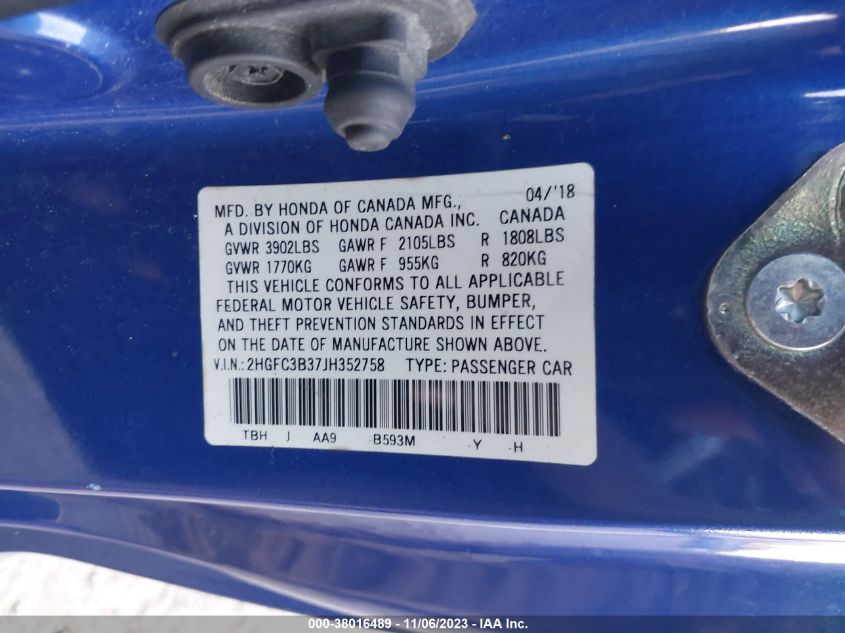 MFD. BY HONDA OF CANADA MFG., 04/'18
A DIVISION OF HONDA CANADA INC. CANADA
GVWR 3902LBS GAWR F 2105LBS R 1808LBS
GVWR 1770KG GAWR F 955KG R 820KG
THIS VEHICLE CONFORMS TO ALL APPLICABLE
FEDERAL MOTOR VEHICLE SAFETY, BUMPER,
AND THEFT PREVENTION STANDARDS IN EFFECT
ON THE DATE OF MANUFACTURE SHOWN ABOVE.
V.I.N.: 2HGFC3B37JH352758 TYPE: PASSENGER CAR
TBH J AA9 B593M Y H
000-38016489 - 11/06/2023 - Copyright © 2023 IAA, Inc.